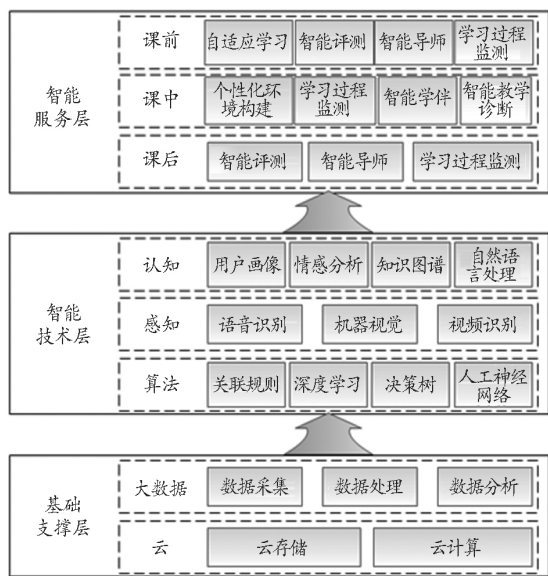 智能
服务层
课前
自适应学习
智能评测
智能导师
学习过程
监测
课中
个性化环
境构建
学习过程
监测
智能学伴
智能教学
诊断
课后
智能评测
智能导师
学习过程监测
智能
技术层
认知
用户画像
情感分析
知识图谱
自然语
言处理
感知
语音识别
机器视觉
视频识别
算法
关联规则
深度学习
决策树
人工神经
网络
基础
支撑层
大数据
数据采集
数据处理
数据分析
云
云存储
云计算